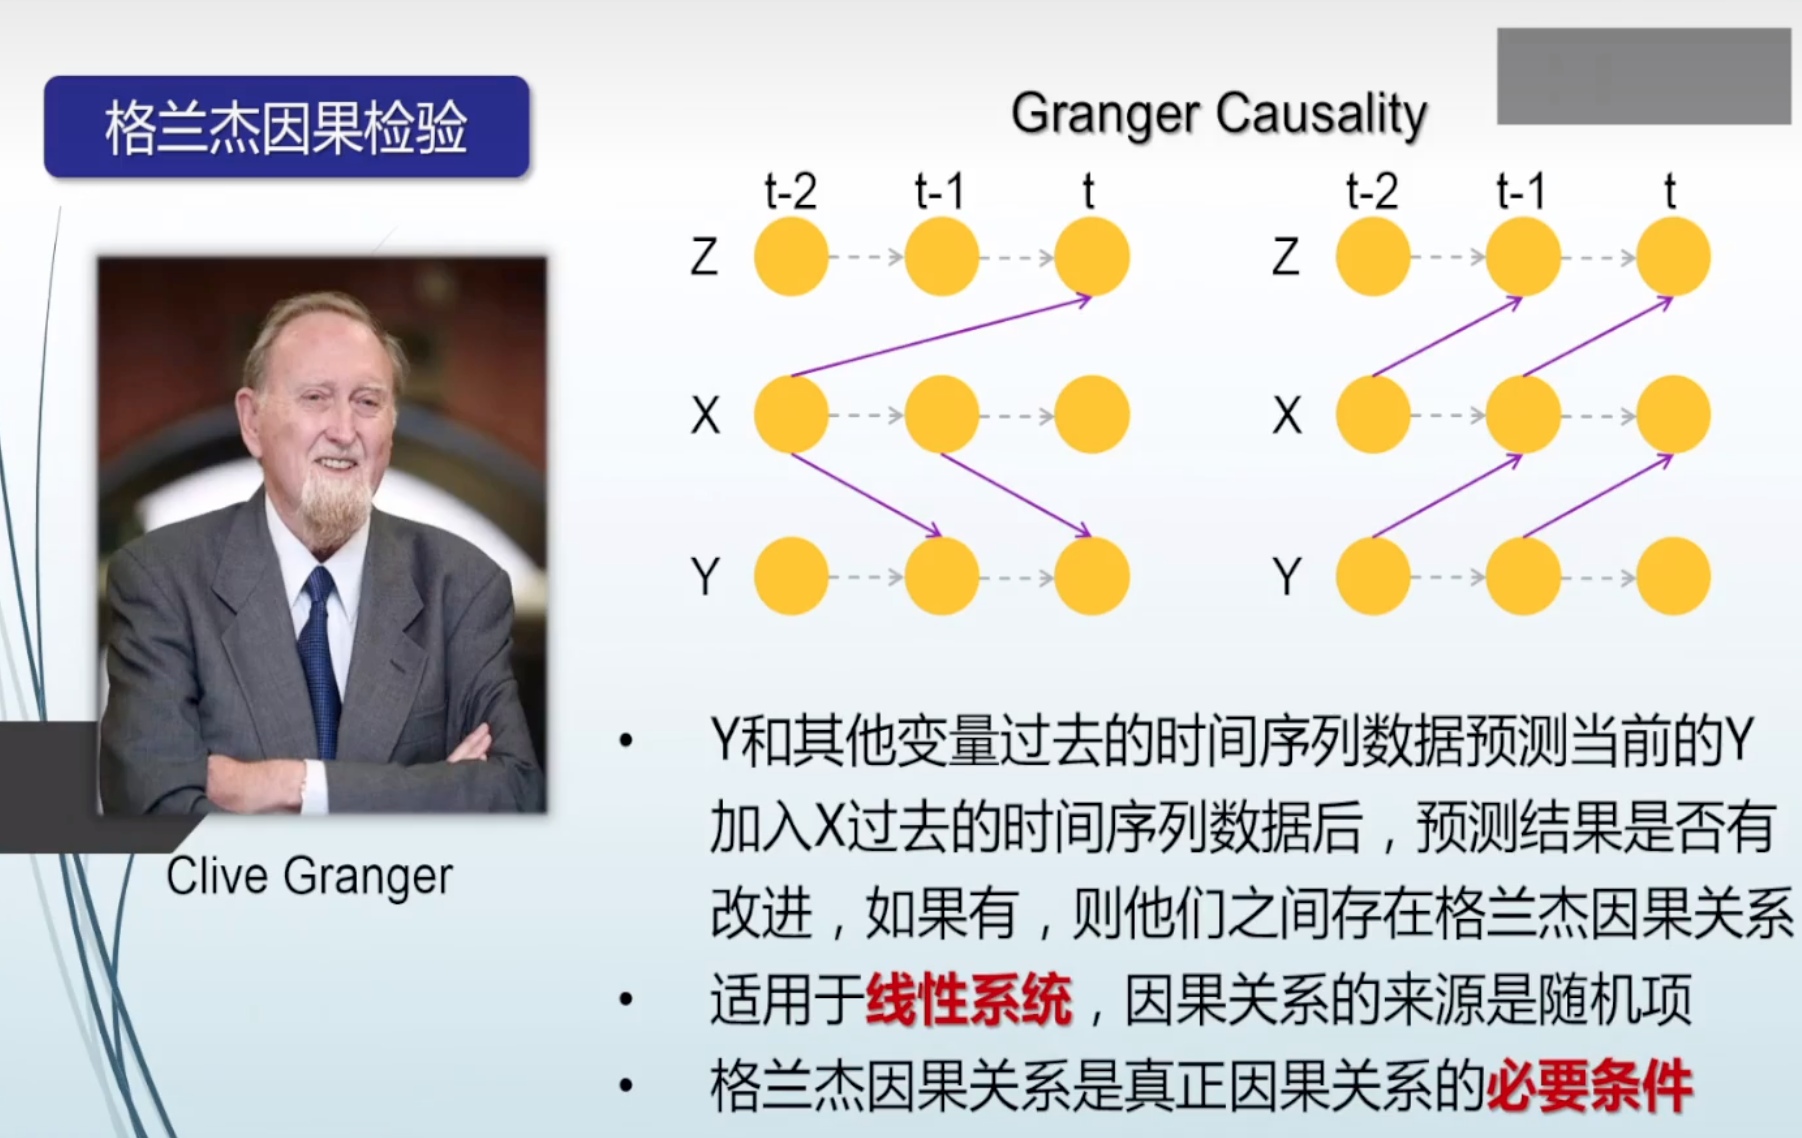 格兰杰因果检验
Granger Causality
t-2 t-1 t
t-2 t-1 t
Z
Z
X
X
Y
Y
Clive Granger
• Y和其他变量过去的时间序列数据预测当前的Y
加入X过去的时间序列数据后，预测结果是否有
改进，如果有，则他们之间存在格兰杰因果关系
• 适用于线性系统，因果关系的来源是随机项
• 格兰杰因果关系是真正因果关系的必要条件